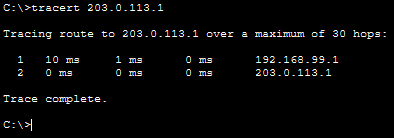 C:\>tracert 203.0.113.1
Tracing route to 203.0.113.1 over a maximum of 30 hops:
1 10 ms 1 ms 0 ms 192.168.99.1
2 0 ms 0 ms 0 ms 203.0.113.1
Trace complete.
C:\>